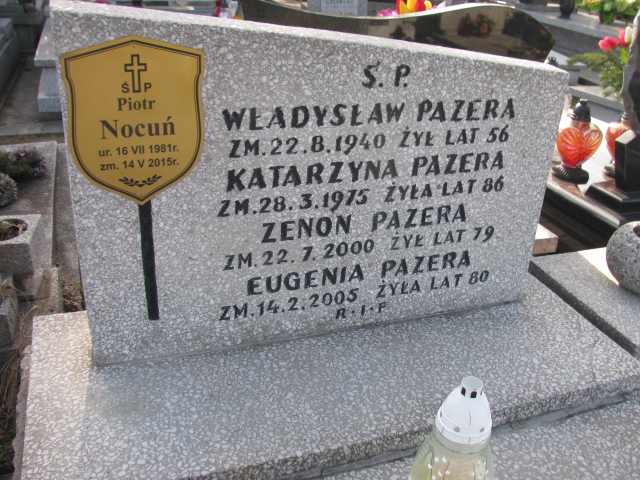 Ś P
Piotr
Nocuń
ur. 16 VII 1981r.
zm. 14 V 2015r.
Ś. P.
WŁADYSŁAW PAZERA
ZM. 22.8.1940 ŻYŁ LAT 56
KATARZYNA PAZERA
ZM. 28.3.1975 ŻYŁA LAT 86
ZENON PAZERA
ZM. 22.7.2000 ŻYŁ LAT 79
EUGENIA PAZERA
ZM. 14.2.2005 ŻYŁA LAT 80
R.I.P